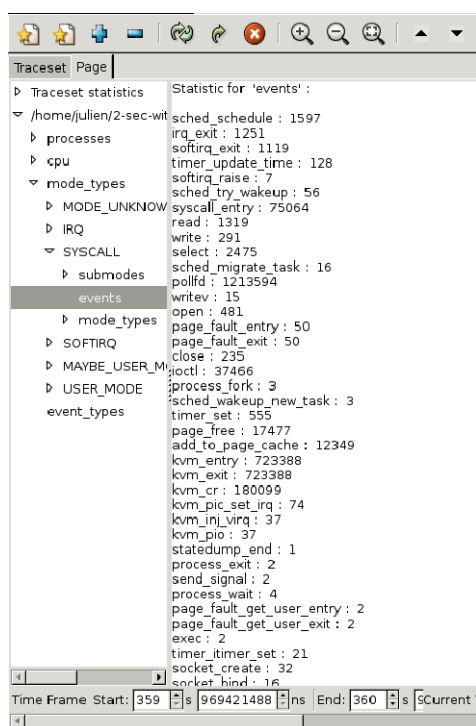 Traceset Page
Traceset statistics
/home/julien/2-sec-wit
processes
cpu
mode_types
MODE_UNKNOW
IRQ
SYSCALL
submodes
events
mode_types
SOFTIRQ
MAYBE_USER_M
USER_MODE
event_types
Statistic for 'events' :
sched_schedule : 1597
irq_exit : 1251
softirq_exit : 1119
timer_update_time : 128
softirq_raise : 7
sched_try_wakeup : 56
syscall_entry : 75064
read : 1319
write : 291
select : 2475
sched_migrate_task : 16
pollfd : 1213594
writev : 15
open : 481
page_fault_entry : 50
page_fault_exit : 50
close : 235
ioctl : 37466
process_fork : 3
sched_wakeup_new_task : 3
timer_set : 555
page_free : 17477
add_to_page_cache : 12349
kvm_entry : 723388
kvm_exit : 723388
kvm_cr : 180099
kvm_pic_set_irq : 74
kvm_inj_virq : 37
kvm_pio : 37
statedump_end : 1
process_exit : 2
send_signal : 2
process_wait : 4
page_fault_get_user_entry : 2
page_fault_get_user_exit : 2
exec : 2
timer_itimer_set : 21
socket_create : 32
socket_bind : 16
Time Frame Start: 359 s 969421488 ns End: 360 s 9 Current